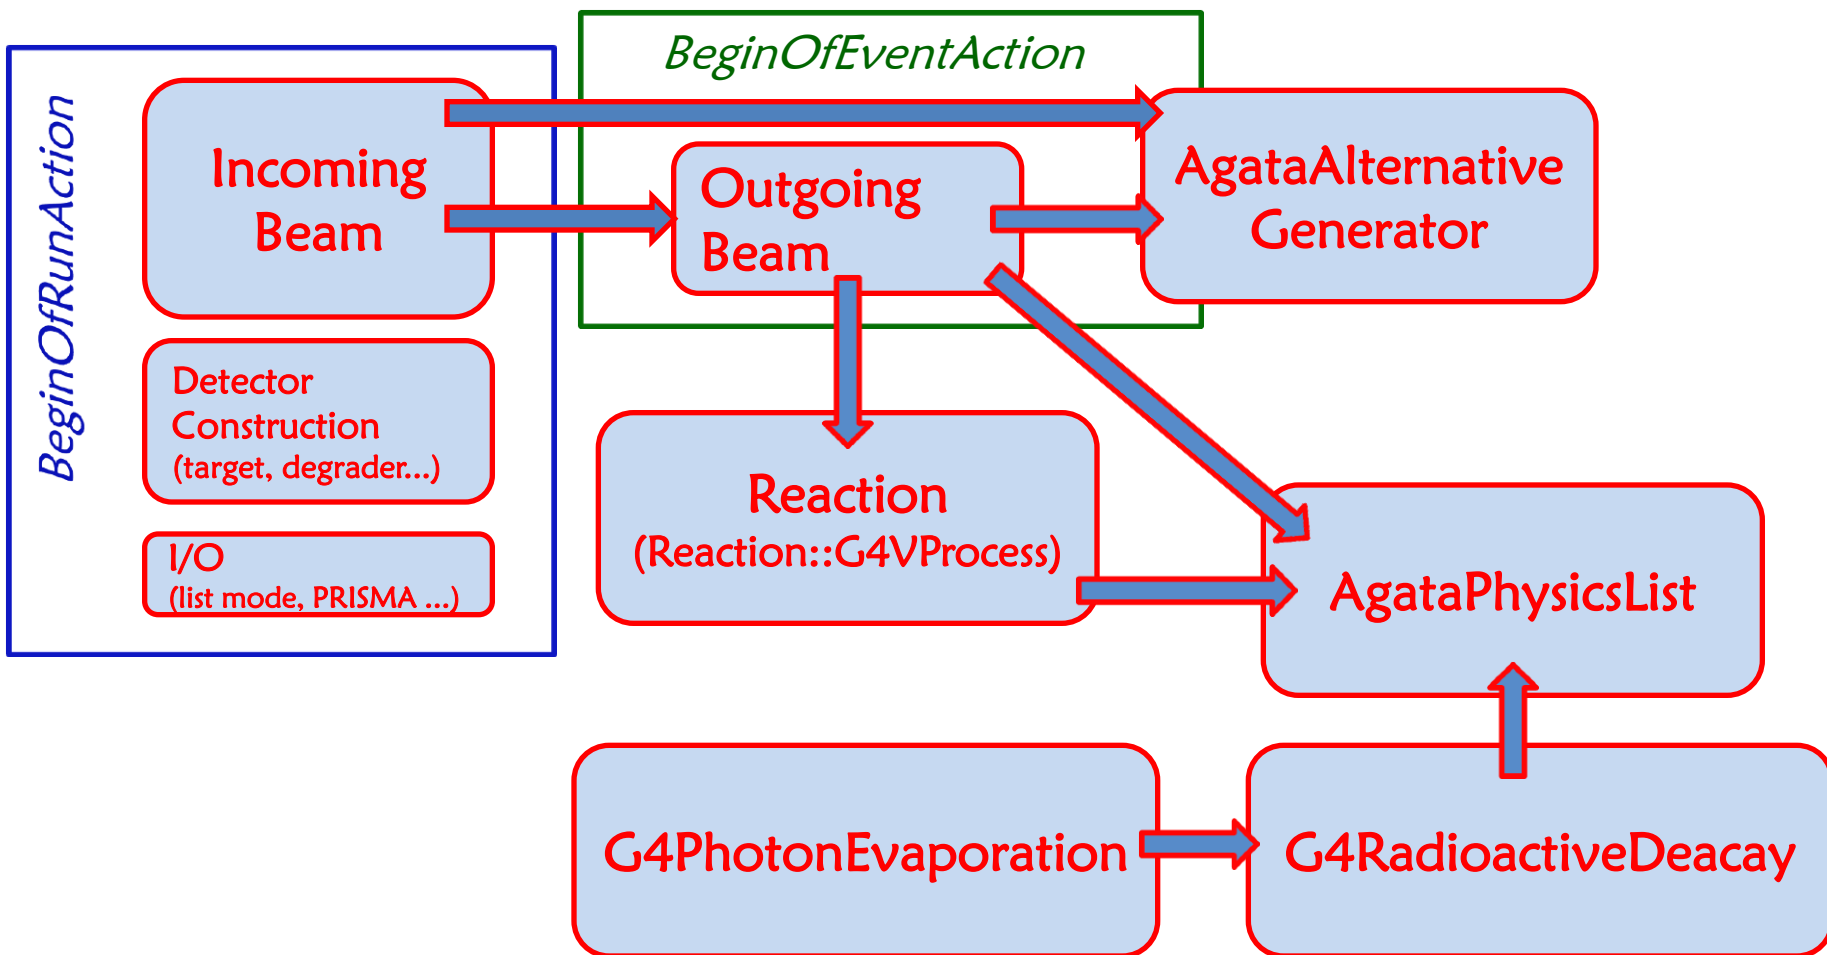 BeginOfEventAction
BeginOfRunAction
Incoming
Beam
Outgoing
Beam
AgataAlternative
Generator
Detector
Construction
(target, degrader...)
I/O
(list mode, PRISMA ...)
Reaction
(Reaction::G4VProcess)
AgataPhysicsList
G4PhotonEvaporation
G4RadioactiveDeacay